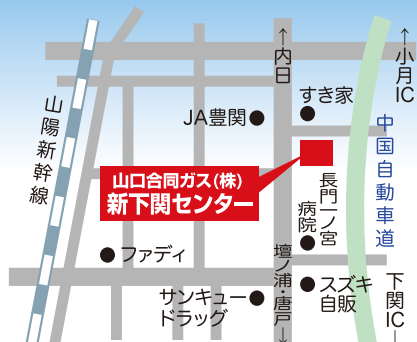 ↑内日
↑小月IC
すき家
JA豊関
山陽新幹線
中国自動車道
山口合同ガス(株)
新下関センター
長門一ノ宮
病院
ファディ
壇ノ浦・唐戸↓
下関IC↓
サンキュー
ドラッグ
スズキ
自販